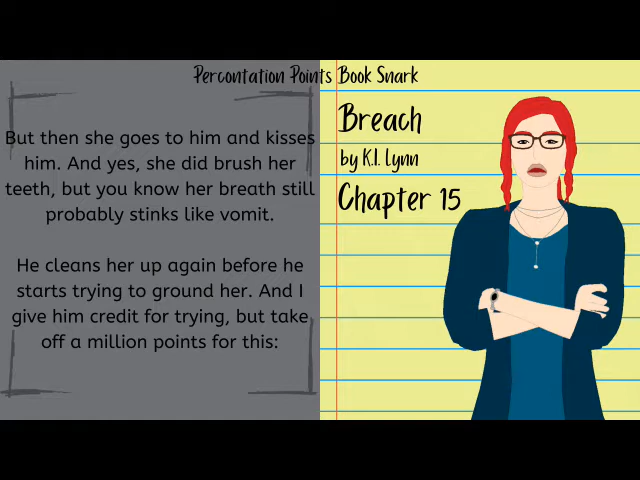 Percontation Points Book Snark
But then she goes to him and kisses
him. And yes, she did brush her
teeth, but you know her breath still
probably stinks like vomit.
He cleans her up again before he
starts trying to ground her. And I
give him credit for trying, but take
off a million points for this:
Breach
by K.I. Lynn
Chapter 15